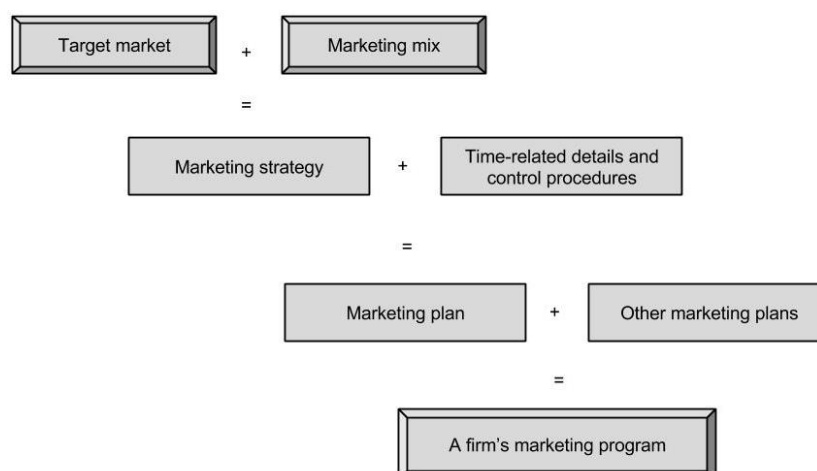 Target market + Marketing mix
=
Marketing strategy + Time-related details and
control procedures
=
Marketing plan + Other marketing plans
=
A firm’s marketing program